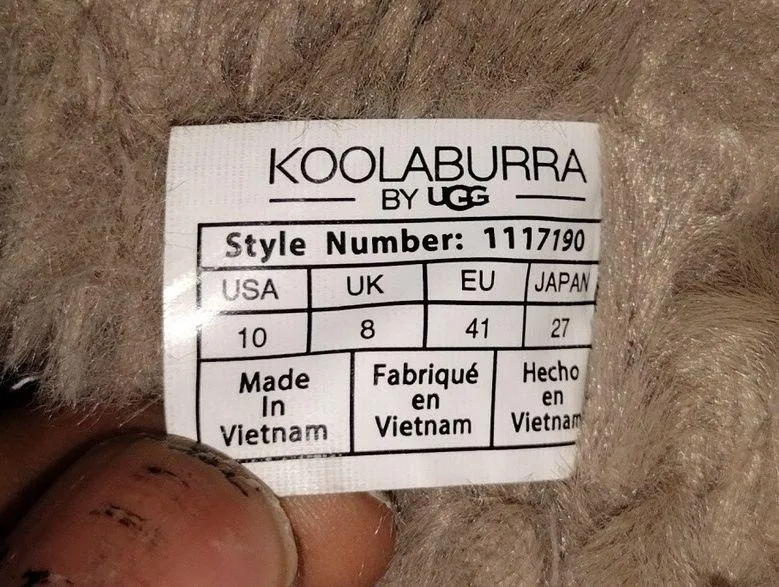 KOOLABURRA
BY UGG
Style Number: 1117190
USA UK EU JAPAN
10 8 41 27
Made In Vietnam
Fabriqué en Vietnam
Hecho en Vietnam